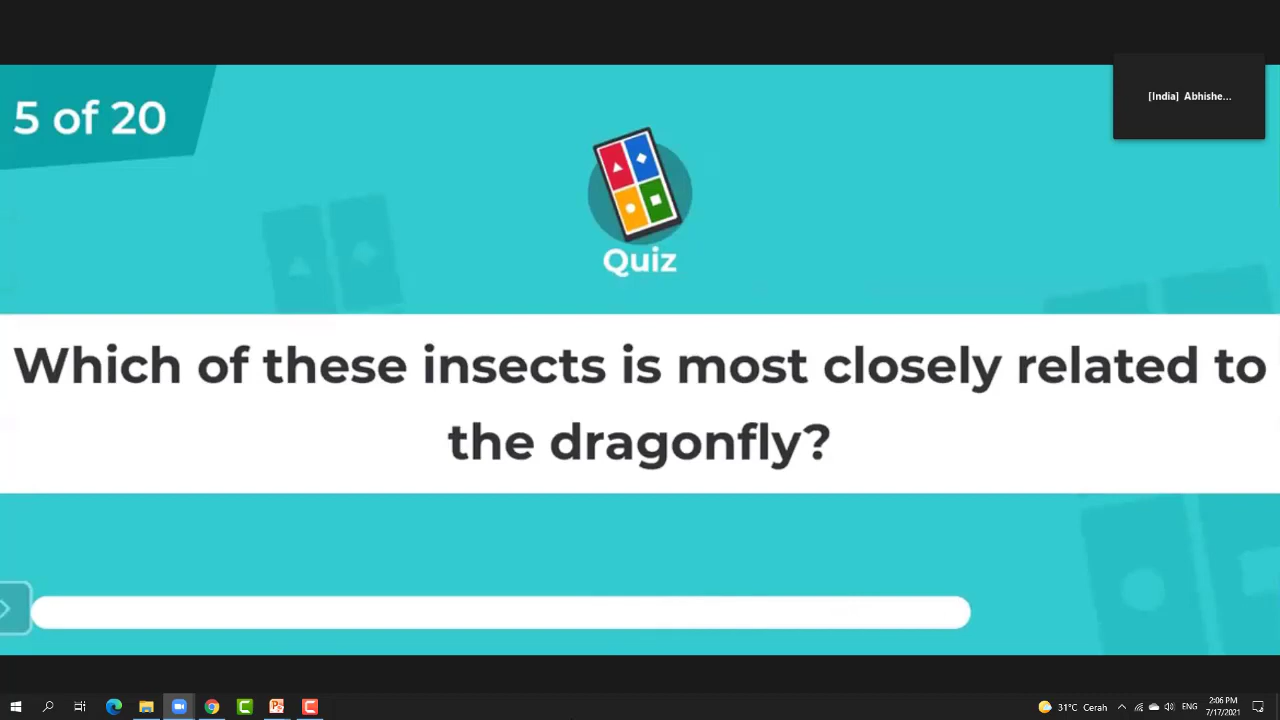 5 of 20
[India] Abhishe...
Quiz
Which of these insects is most closely related to
the dragonfly?
31°C Cerah
ENG
2:06 PM
7/17/2021